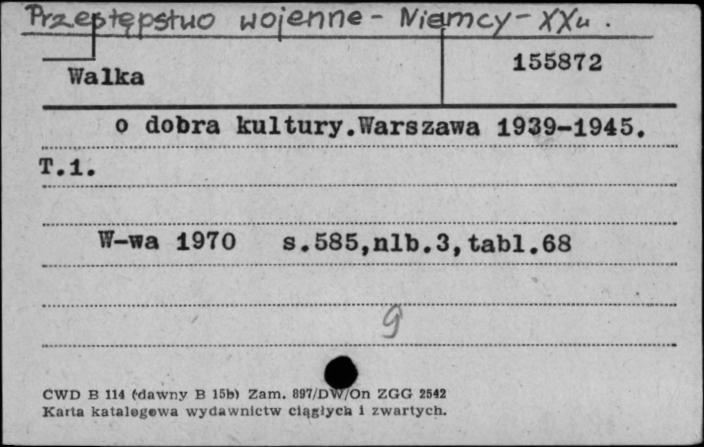 Przestępstwo wojenne - Niemcy - XXw.
Walka
155872
o dobra kultury.Warszawa 1939-1945.
T.1.
W-wa 1970 s.585,nlb.3,tabl.68
9
CWD B 114 (dawny B 15b) Zam. 897/DW/On ZGG 2542
Karta katalogowa wydawnictw ciągłych i zwartych.